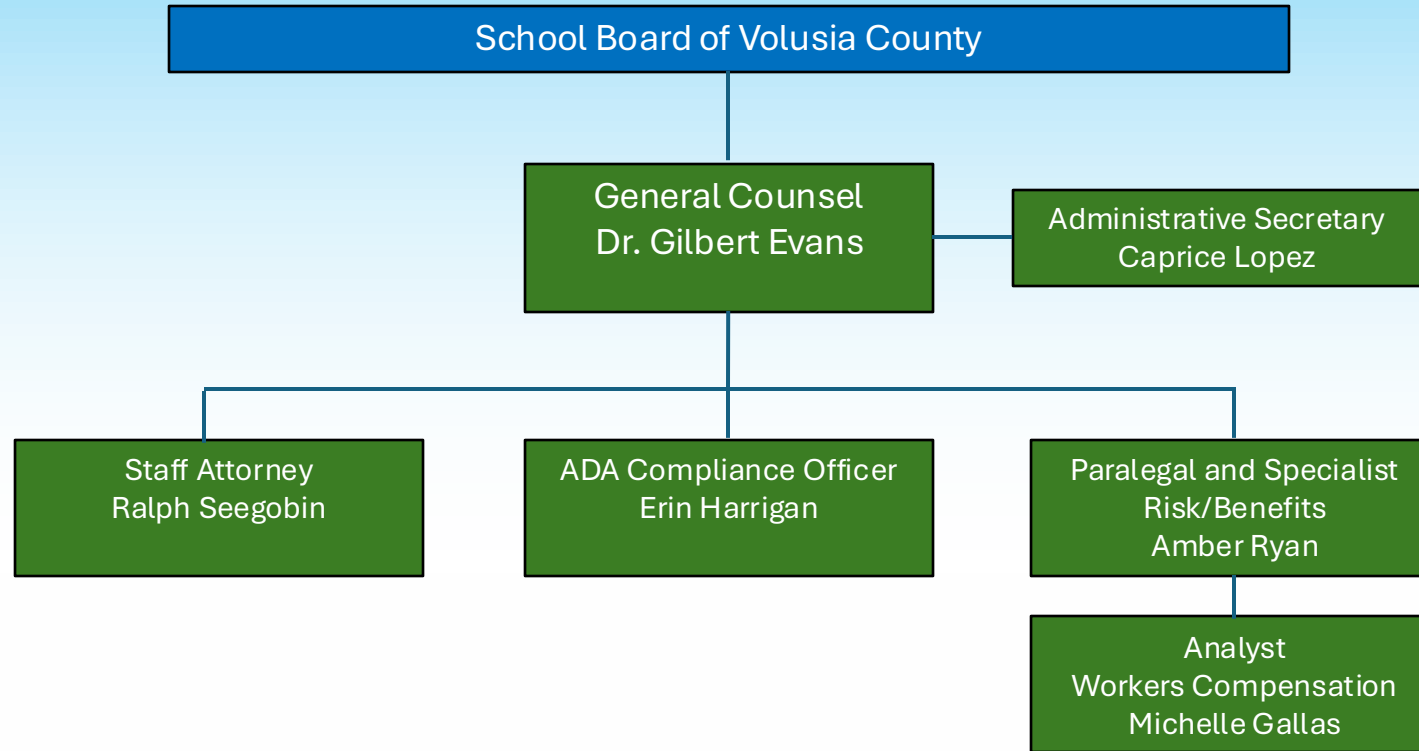 School Board of Volusia County
General Counsel
Dr. Gilbert Evans
Administrative Secretary
Caprice Lopez
Staff Attorney
Ralph Seegobin
ADA Compliance Officer
Erin Harrigan
Paralegal and Specialist
Risk/Benefits
Amber Ryan
Analyst
Workers Compensation
Michelle Gallas